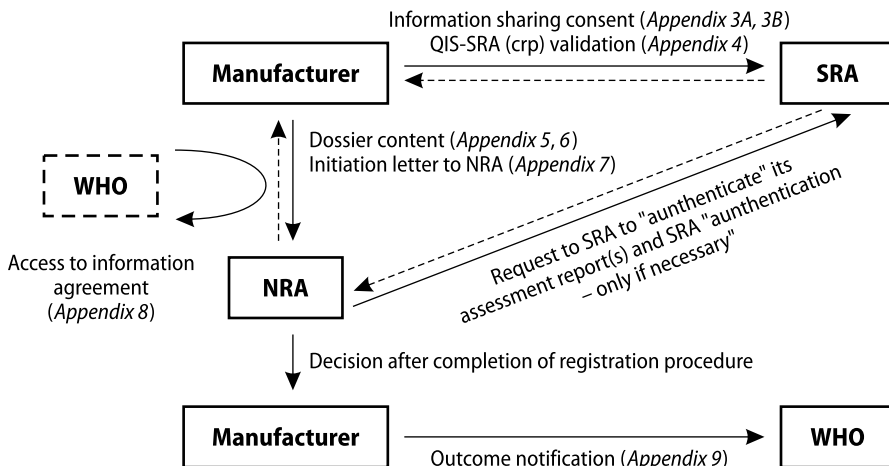 Information sharing consent (Appendix 3A, 3B)
QIS-SRA (crp) validation (Appendix 4)
Manufacturer
SRA
Dossier content (Appendix 5, 6)
Initiation letter to NRA (Appendix 7)
WHO
Access to information
agreement
(Appendix 8)
NRA
Request to SRA to "aunthenticate" its
assessment report(s) and SRA "aunthentication
– only if necessary"
Decision after completion of registration procedure
Manufacturer
WHO
Outcome notification (Appendix 9)